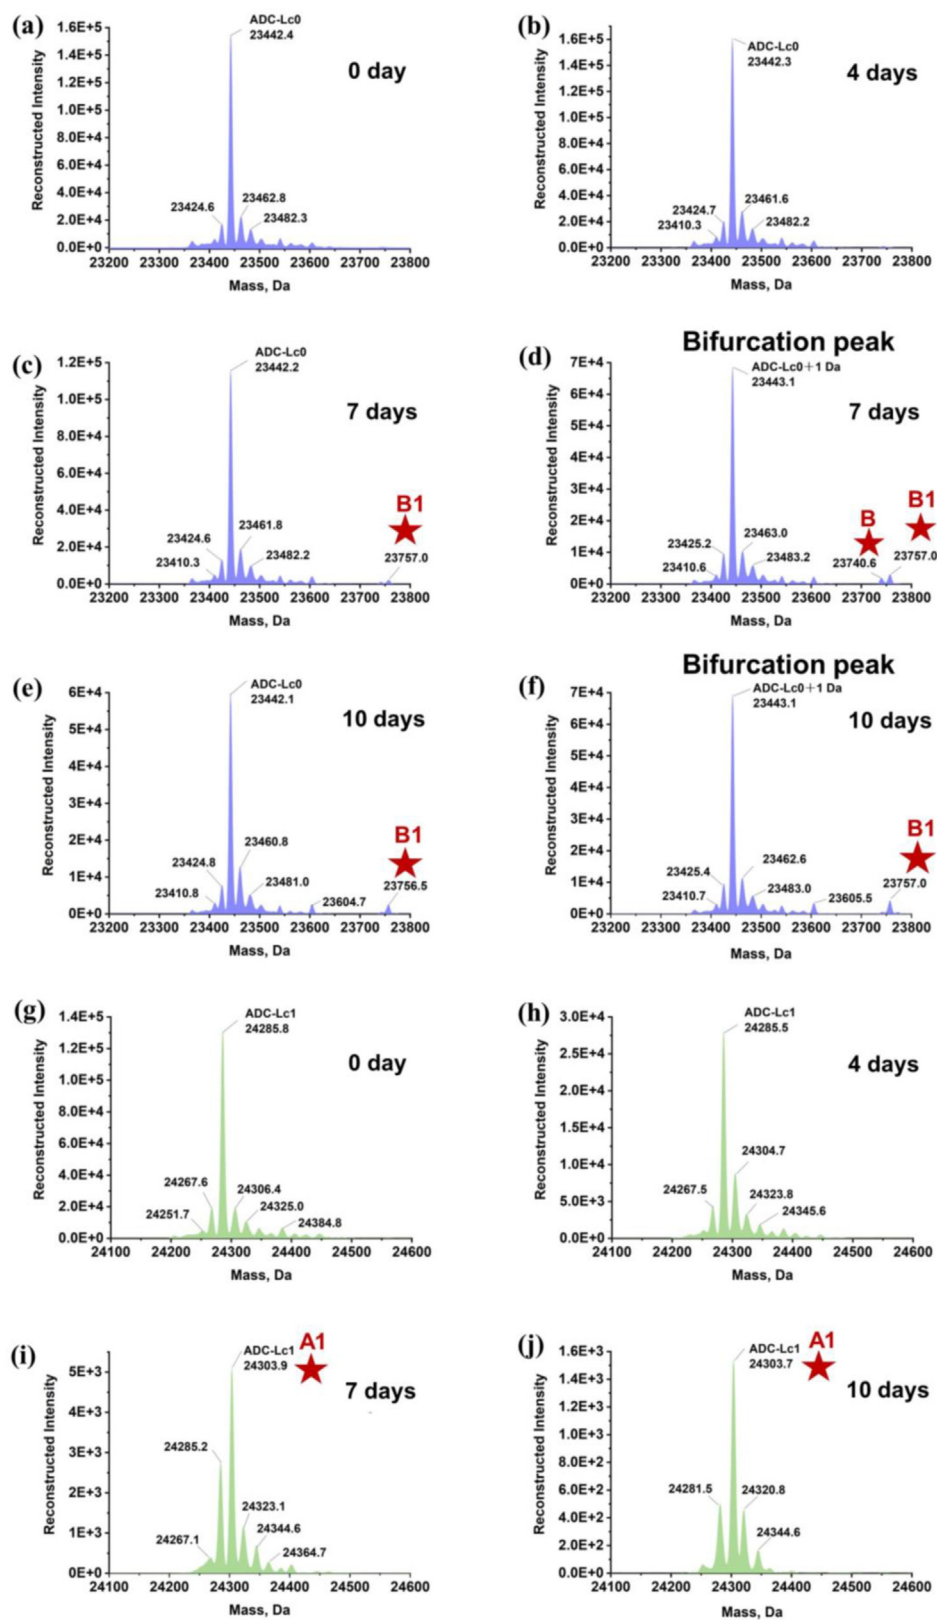 (a)
Reconstructed Intensity
1.6E+5
1.4E+5
1.2E+5
1.0E+5
8.0E+4
6.0E+4
4.0E+4
2.0E+4
0.0E+0
ADC-Lc0
23442.4
0 day
23424.6
23462.8
23482.3
23200 23300 23400 23500 23600 23700 23800
Mass, Da
(b)
Reconstructed Intensity
1.6E+5
1.4E+5
1.2E+5
1.0E+5
8.0E+4
6.0E+4
4.0E+4
2.0E+4
0.0E+0
ADC-Lc0
23442.3
4 days
23424.7
23461.6
23410.3
23482.2
23200 23300 23400 23500 23600 23700 23800
Mass, Da
(c)
Reconstructed Intensity
1.2E+5
1.0E+5
8.0E+4
6.0E+4
4.0E+4
2.0E+4
0.0E+0
ADC-Lc0
23442.2
7 days
B1
23424.6
23461.8
23410.3
23482.2
23757.0
23200 23300 23400 23500 23600 23700 23800
Mass, Da
Bifurcation peak
(d)
Reconstructed Intensity
7E+4
6E+4
5E+4
4E+4
3E+4
2E+4
1E+4
0E+0
ADC-Lc0+1 Da
23443.1
7 days
B
B1
23425.2
23463.0
23410.6
23483.2
23740.6
23757.0
23200 23300 23400 23500 23600 23700 23800
Mass, Da
(e)
Reconstructed Intensity
6E+4
5E+4
4E+4
3E+4
2E+4
1E+4
0E+0
ADC-Lc0
23442.1
10 days
B1
23424.8
23460.8
23410.8
23481.0
23604.7
23756.5
23200 23300 23400 23500 23600 23700 23800
Mass, Da
Bifurcation peak
(f)
Reconstructed Intensity
7E+4
6E+4
5E+4
4E+4
3E+4
2E+4
1E+4
0E+0
ADC-Lc0+1 Da
23443.1
10 days
B1
23425.4
23462.6
23410.7
23483.0
23605.5
23757.0
23200 23300 23400 23500 23600 23700 23800
Mass, Da
(g)
Reconstructed Intensity
1.4E+5
1.2E+5
1.0E+5
8.0E+4
6.0E+4
4.0E+4
2.0E+4
0.0E+0
ADC-Lc1
24285.8
0 day
24267.6
24306.4
24251.7
24325.0
24384.8
24100 24200 24300 24400 24500 24600
Mass, Da
(h)
Reconstructed Intensity
3.0E+4
2.5E+4
2.0E+4
1.5E+4
1.0E+4
5.0E+3
0.0E+0
ADC-Lc1
24285.5
4 days
24304.7
24267.5
24323.8
24345.6
24100 24200 24300 24400 24500 24600
Mass, Da
(i)
Reconstructed Intensity
5E+3
4E+3
3E+3
2E+3
1E+3
0E+0
ADC-Lc1
24303.9
A1
7 days
24285.2
24323.1
24267.1
24344.6
24364.7
24100 24200 24300 24400 24500 24600
Mass, Da
(j)
Reconstructed Intensity
1.6E+3
1.4E+3
1.2E+3
1.0E+3
8.0E+2
6.0E+2
4.0E+2
2.0E+2
0.0E+0
ADC-Lc1
24303.7
A1
10 days
24281.5
24320.8
24344.6
24100 24200 24300 24400 24500 24600
Mass, Da